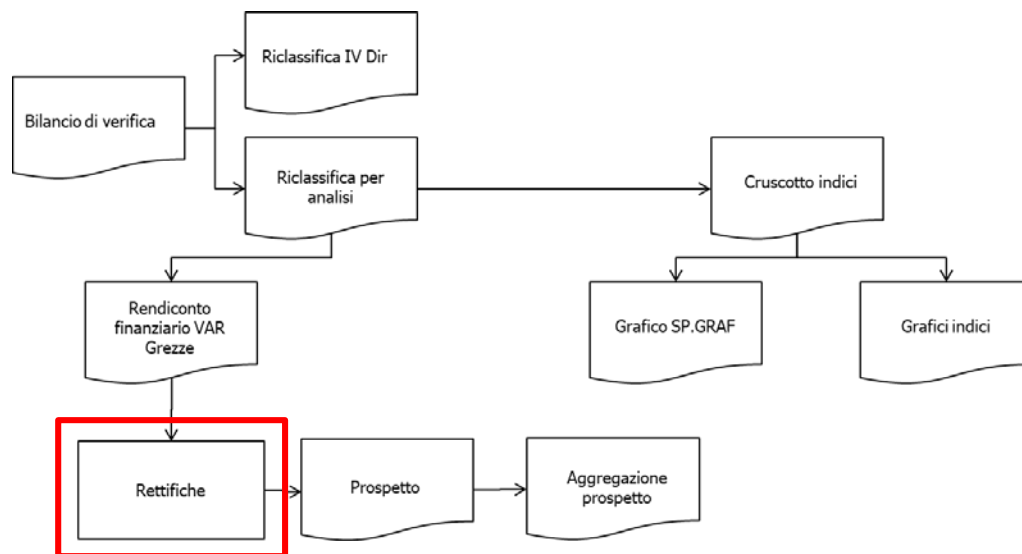 Riclassifica IV Dir
Bilancio di verifica
Riclassifica per
analisi
Cruscotto indici
Rendiconto
finanziario VAR
Grezze
Grafico SP.GRAF
Grafici indici
Rettifiche
Prospetto
Aggregazione
prospetto